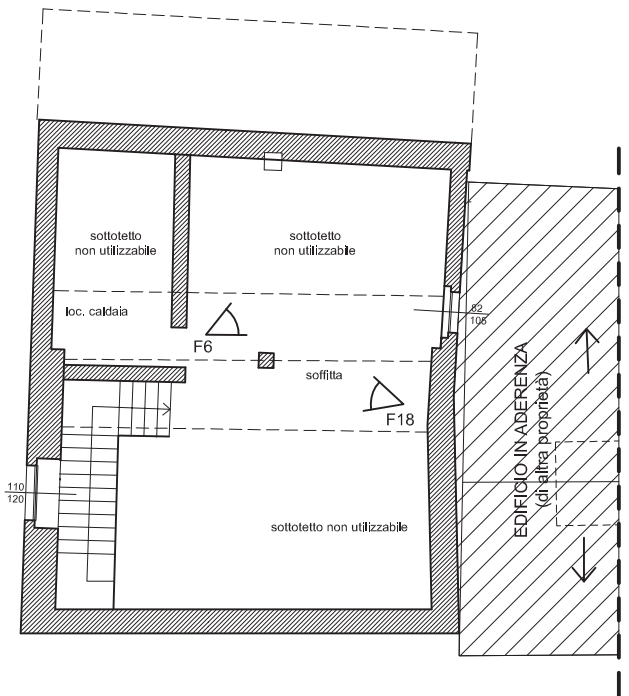 sottotetto
non utilizzabile
sottotetto
non utilizzabile
loc. caldaia
82
105
F6
soffitta
F18
EDIFICIO IN ADERENZA
(di altra proprietà)
110
120
sottotetto non utilizzabile